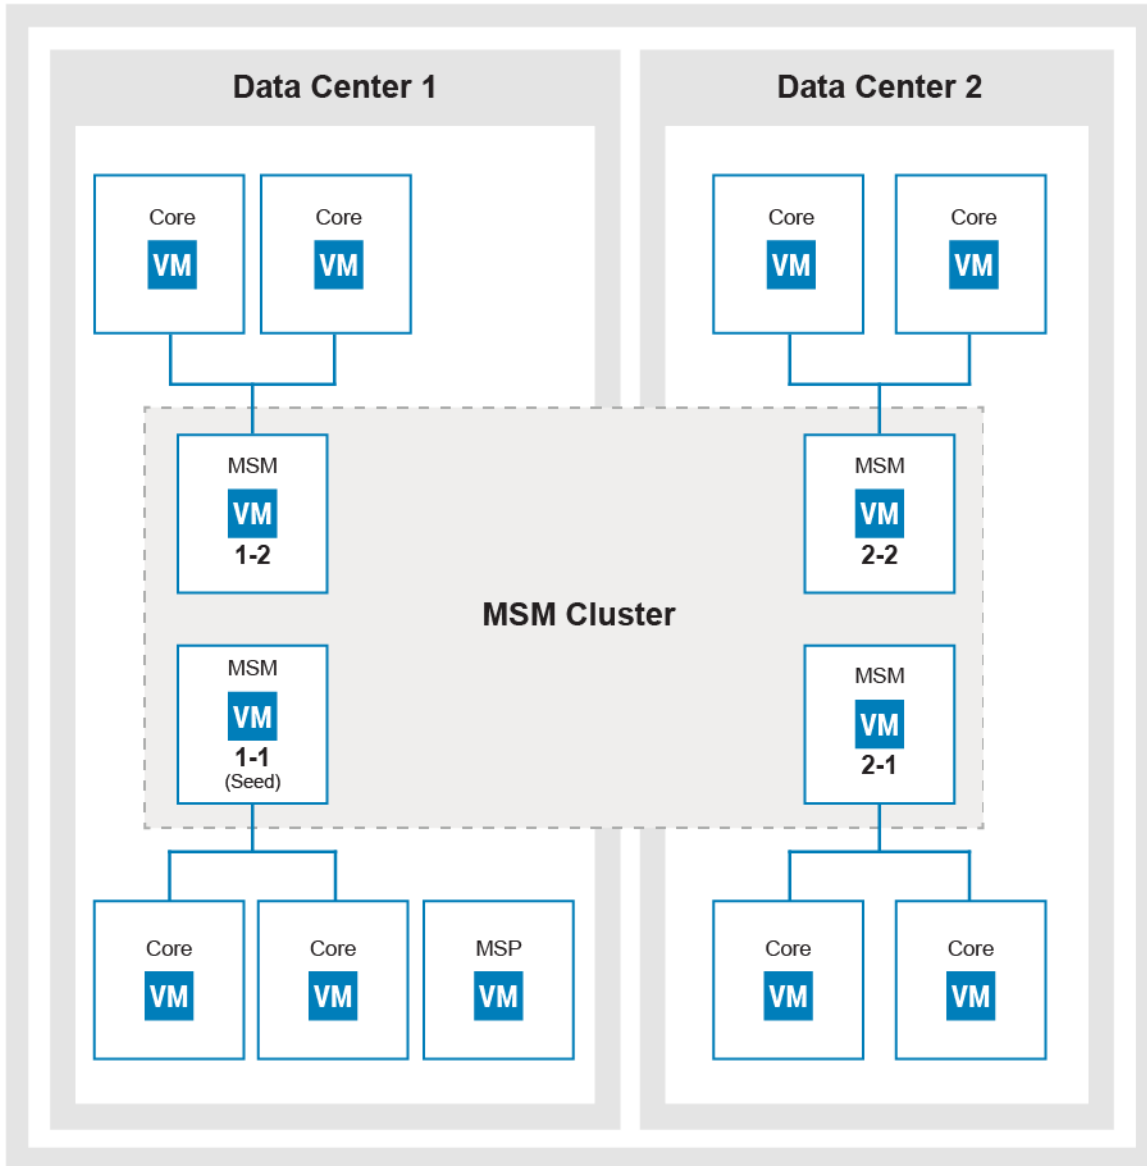 Data Center 1
Data Center 2
Core
VM
Core
VM
Core
VM
Core
VM
MSM
VM
1-2
MSM
VM
2-2
MSM Cluster
MSM
VM
1-1
(Seed)
MSM
VM
2-1
Core
VM
Core
VM
MSP
VM
Core
VM
Core
VM